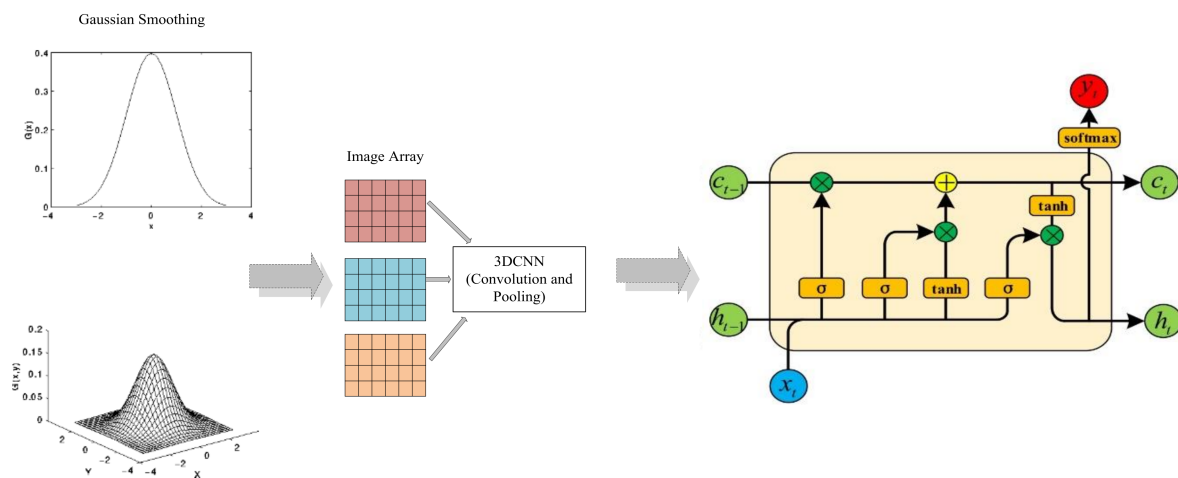 Gaussian Smoothing
0.4
0.3
0.2
0.1
0
G(x)
−4
−2
0
2
4
x
0.2
0.15
0.1
0.05
0
G(x,y)
2
0
−2
−4
Y
−4
−2
0
2
X
Image Array
3DCNN
(Convolution and
Pooling)
y_t
softmax
c_{t-1}
×
+
c_t
tanh
×
×
σ
σ
tanh
σ
h_{t-1}
h_t
x_t